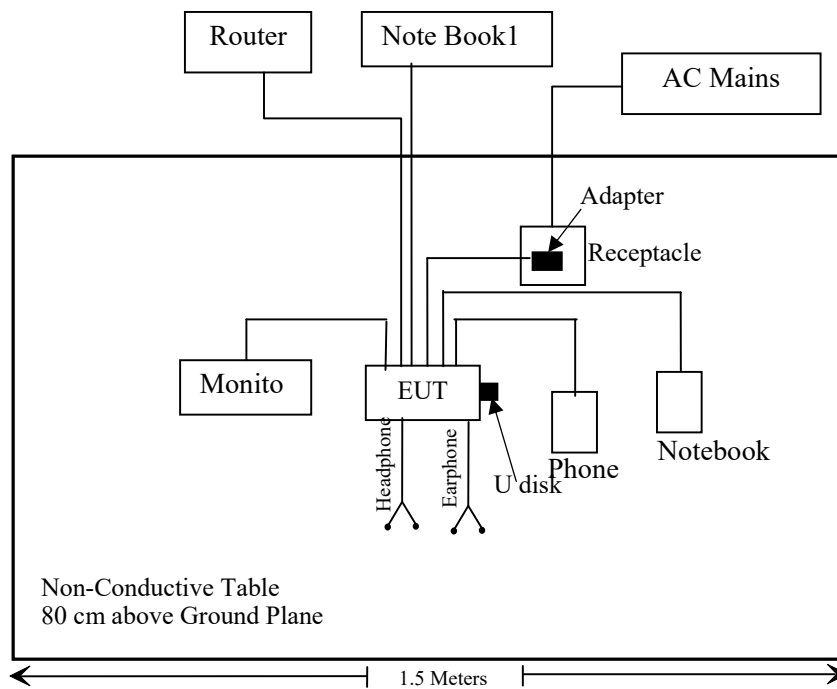 Router
Note Book1
AC Mains
Adapter
Receptacle
Monito
EUT
Headphone
Earphone
U disk
Phone
Notebook
Non-Conductive Table
80 cm above Ground Plane
1.5 Meters